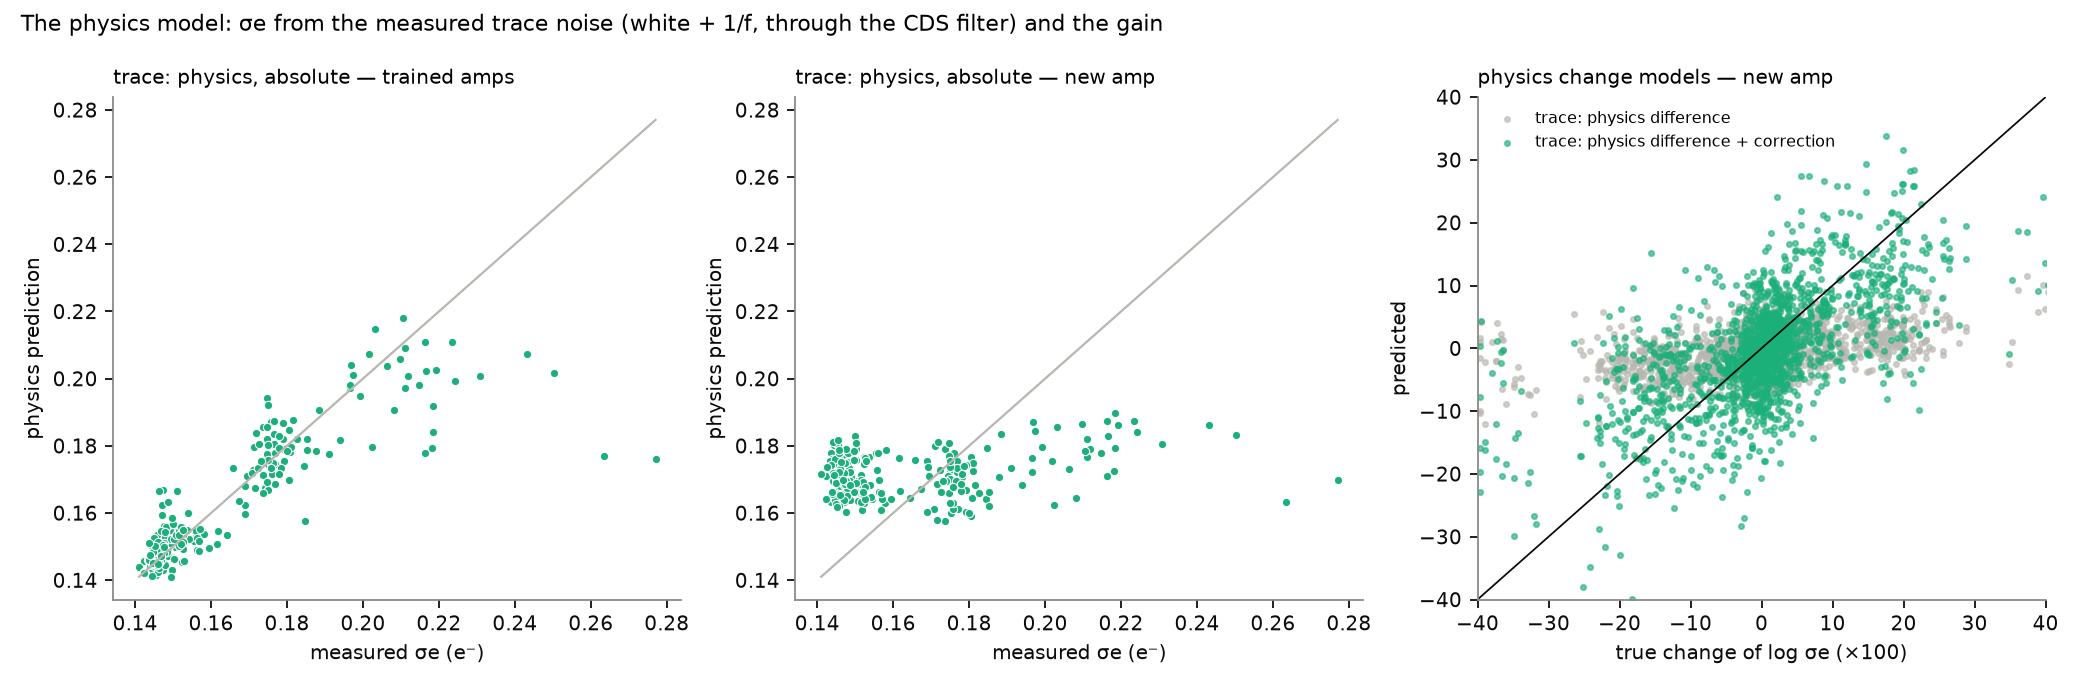 The physics model: σe from the measured trace noise (white + 1/f, through the CDS filter) and the gain
trace: physics, absolute — trained amps
0.28
0.26
0.24
0.22
0.20
0.18
0.16
0.14
physics prediction
0.14 0.16 0.18 0.20 0.22 0.24 0.26 0.28
measured σe (e⁻)
trace: physics, absolute — new amp
0.28
0.26
0.24
0.22
0.20
0.18
0.16
0.14
physics prediction
0.14 0.16 0.18 0.20 0.22 0.24 0.26 0.28
measured σe (e⁻)
physics change models — new amp
trace: physics difference
trace: physics difference + correction
40
30
20
10
0
−10
−20
−30
−40
predicted
−40 −30 −20 −10 0 10 20 30 40
true change of log σe (×100)